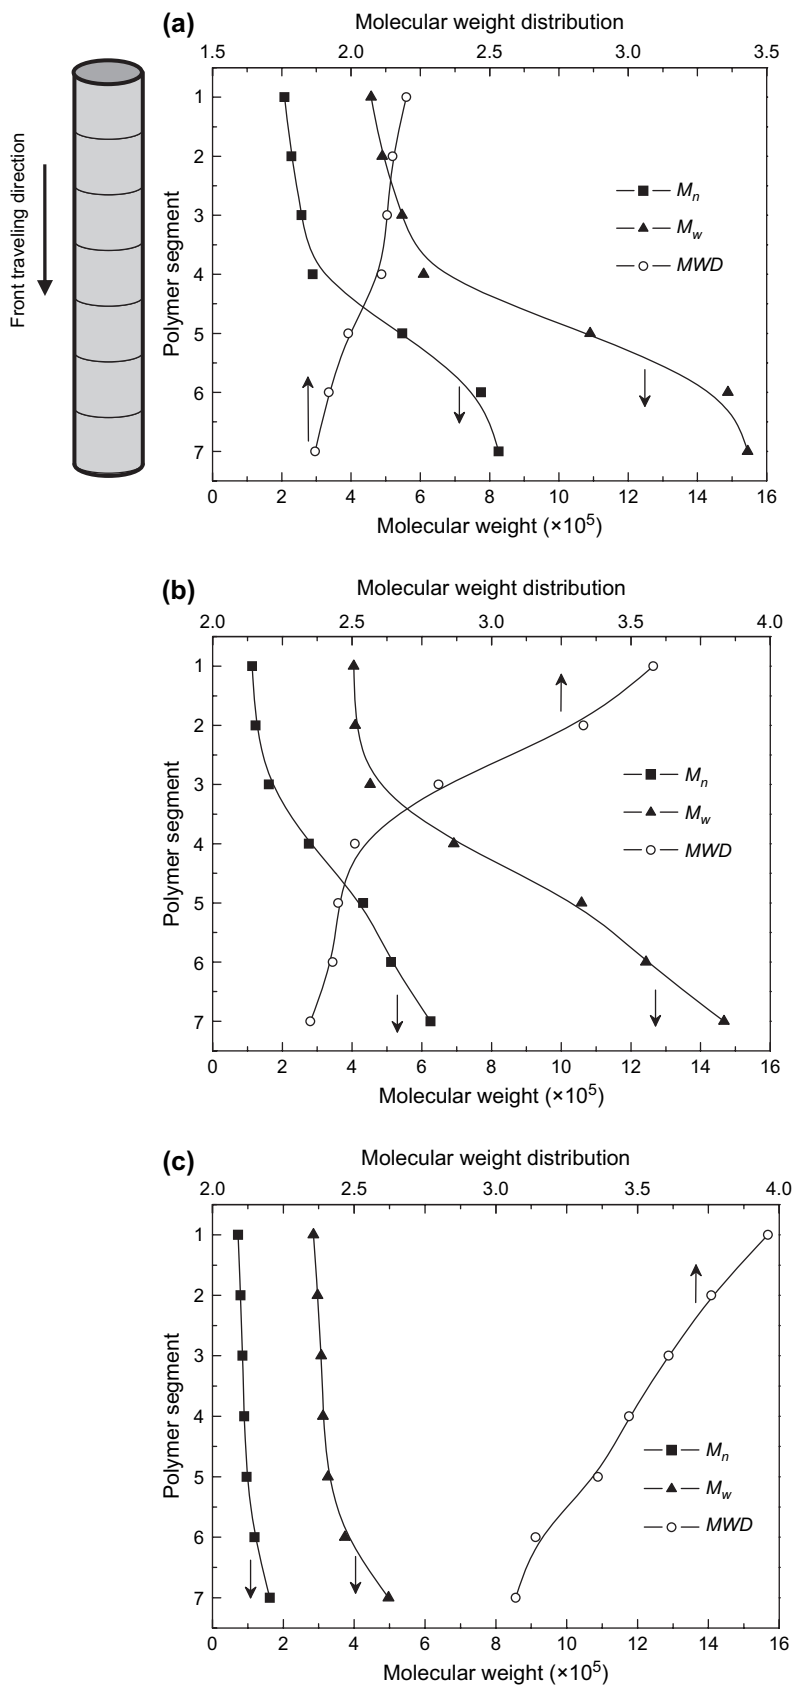 (a)
Molecular weight distribution
1.5 2.0 2.5 3.0 3.5
Front traveling direction
Polymer segment
1
2
3
4
5
6
7
Mn
Mw
MWD
0 2 4 6 8 10 12 14 16
Molecular weight (×10⁵)
(b)
Molecular weight distribution
2.0 2.5 3.0 3.5 4.0
Polymer segment
1
2
3
4
5
6
7
Mn
Mw
MWD
0 2 4 6 8 10 12 14 16
Molecular weight (×10⁵)
(c)
Molecular weight distribution
2.0 2.5 3.0 3.5 4.0
Polymer segment
1
2
3
4
5
6
7
Mn
Mw
MWD
0 2 4 6 8 10 12 14 16
Molecular weight (×10⁵)